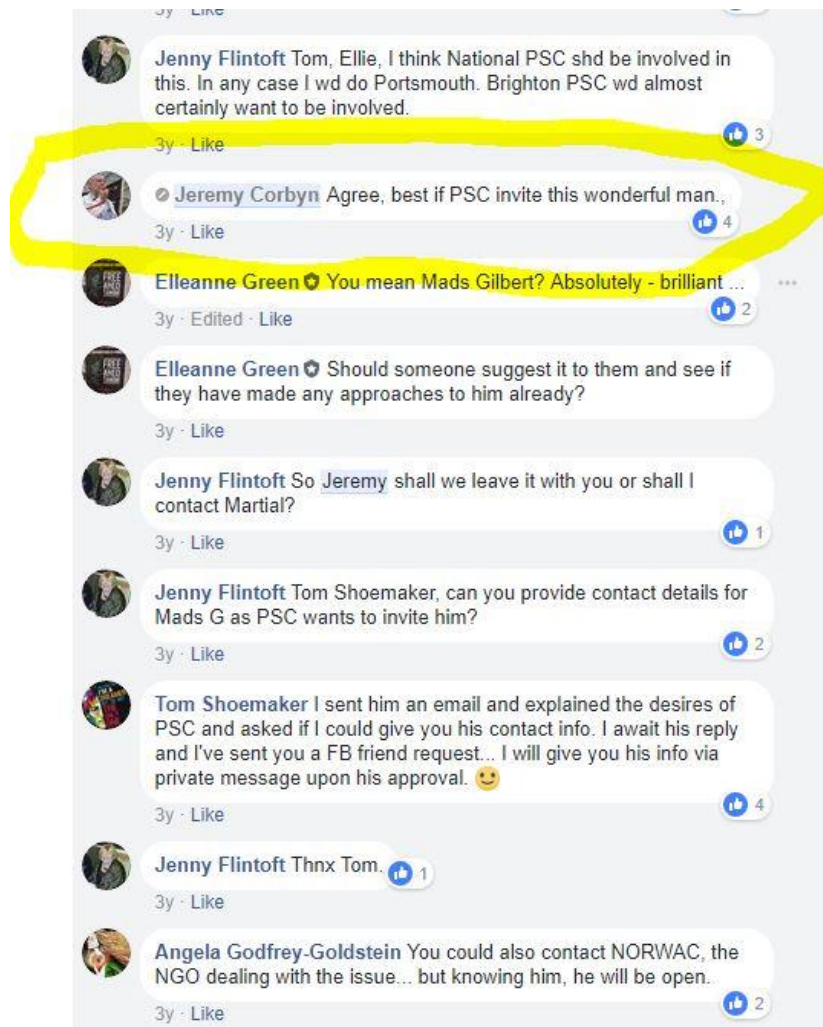 3y · Like
Jenny Flintoft Tom, Ellie, I think National PSC shd be involved in
this. In any case I wd do Portsmouth. Brighton PSC wd almost
certainly want to be involved.
3
3y · Like
Jeremy Corbyn Agree, best if PSC invite this wonderful man.,
4
3y · Like
Elleanne Green You mean Mads Gilbert? Absolutely - brilliant ...
2
3y · Edited · Like
Elleanne Green Should someone suggest it to them and see if
they have made any approaches to him already?
3y · Like
Jenny Flintoft So Jeremy shall we leave it with you or shall I
contact Martial?
1
3y · Like
Jenny Flintoft Tom Shoemaker, can you provide contact details for
Mads G as PSC wants to invite him?
2
3y · Like
Tom Shoemaker I sent him an email and explained the desires of
PSC and asked if I could give you his contact info. I await his reply
and I've sent you a FB friend request... I will give you his info via
private message upon his approval.
4
3y · Like
Jenny Flintoft Thnx Tom.
1
3y · Like
Angela Godfrey-Goldstein You could also contact NORWAC, the
NGO dealing with the issue... but knowing him, he will be open.
2
3y · Like